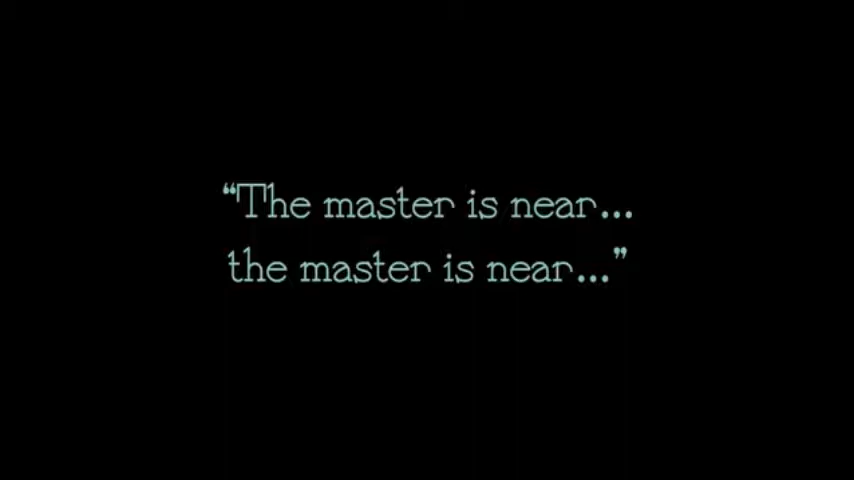 “The master is near...
the master is near...”